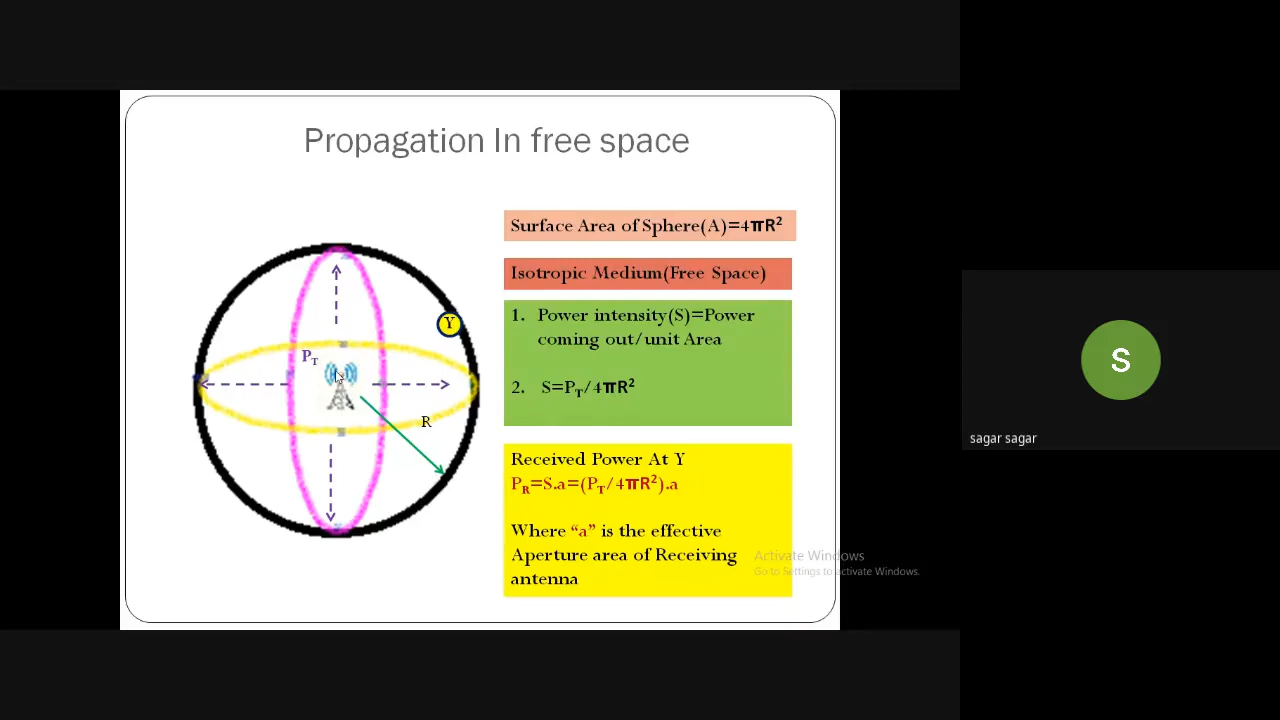 Propagation In free space
Surface Area of Sphere(A)=4πR²
Isotropic Medium(Free Space)
1. Power intensity(S)=Power
coming out/unit Area
2. S=P_T/4πR²
Y
P_T
R
Received Power At Y
P_R=S.a=(P_T/4πR²).a
Where “a” is the effective
Aperture area of Receiving
antenna
Activate Windows
Go to Settings to activate Windows.
S
sagar sagar